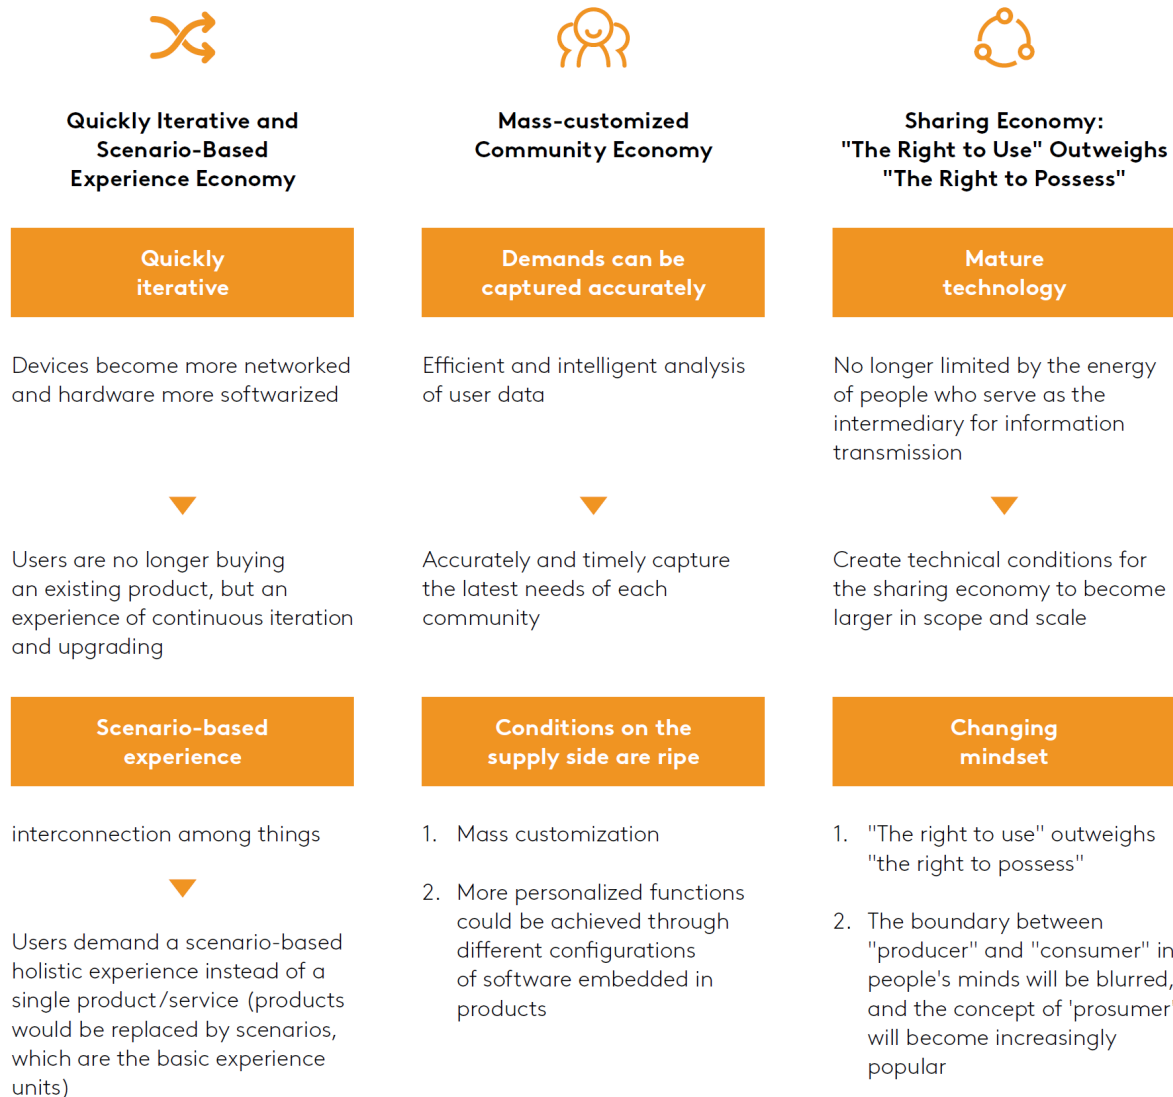 Quickly Iterative and
Scenario-Based
Experience Economy
Quickly
iterative
Devices become more networked
and hardware more softwarized
Users are no longer buying
an existing product, but an
experience of continuous iteration
and upgrading
Scenario-based
experience
interconnection among things
Users demand a scenario-based
holistic experience instead of a
single product/service (products
would be replaced by scenarios,
which are the basic experience
units)
Mass-customized
Community Economy
Demands can be
captured accurately
Efficient and intelligent analysis
of user data
Accurately and timely capture
the latest needs of each
community
Conditions on the
supply side are ripe
1. Mass customization
2. More personalized functions
could be achieved through
different configurations
of software embedded in
products
Sharing Economy:
"The Right to Use" Outweighs
"The Right to Possess"
Mature
technology
No longer limited by the energy
of people who serve as the
intermediary for information
transmission
Create technical conditions for
the sharing economy to become
larger in scope and scale
Changing
mindset
1. "The right to use" outweighs
"the right to possess"
2. The boundary between
"producer" and "consumer" in
people's minds will be blurred,
and the concept of 'prosumer'
will become increasingly
popular